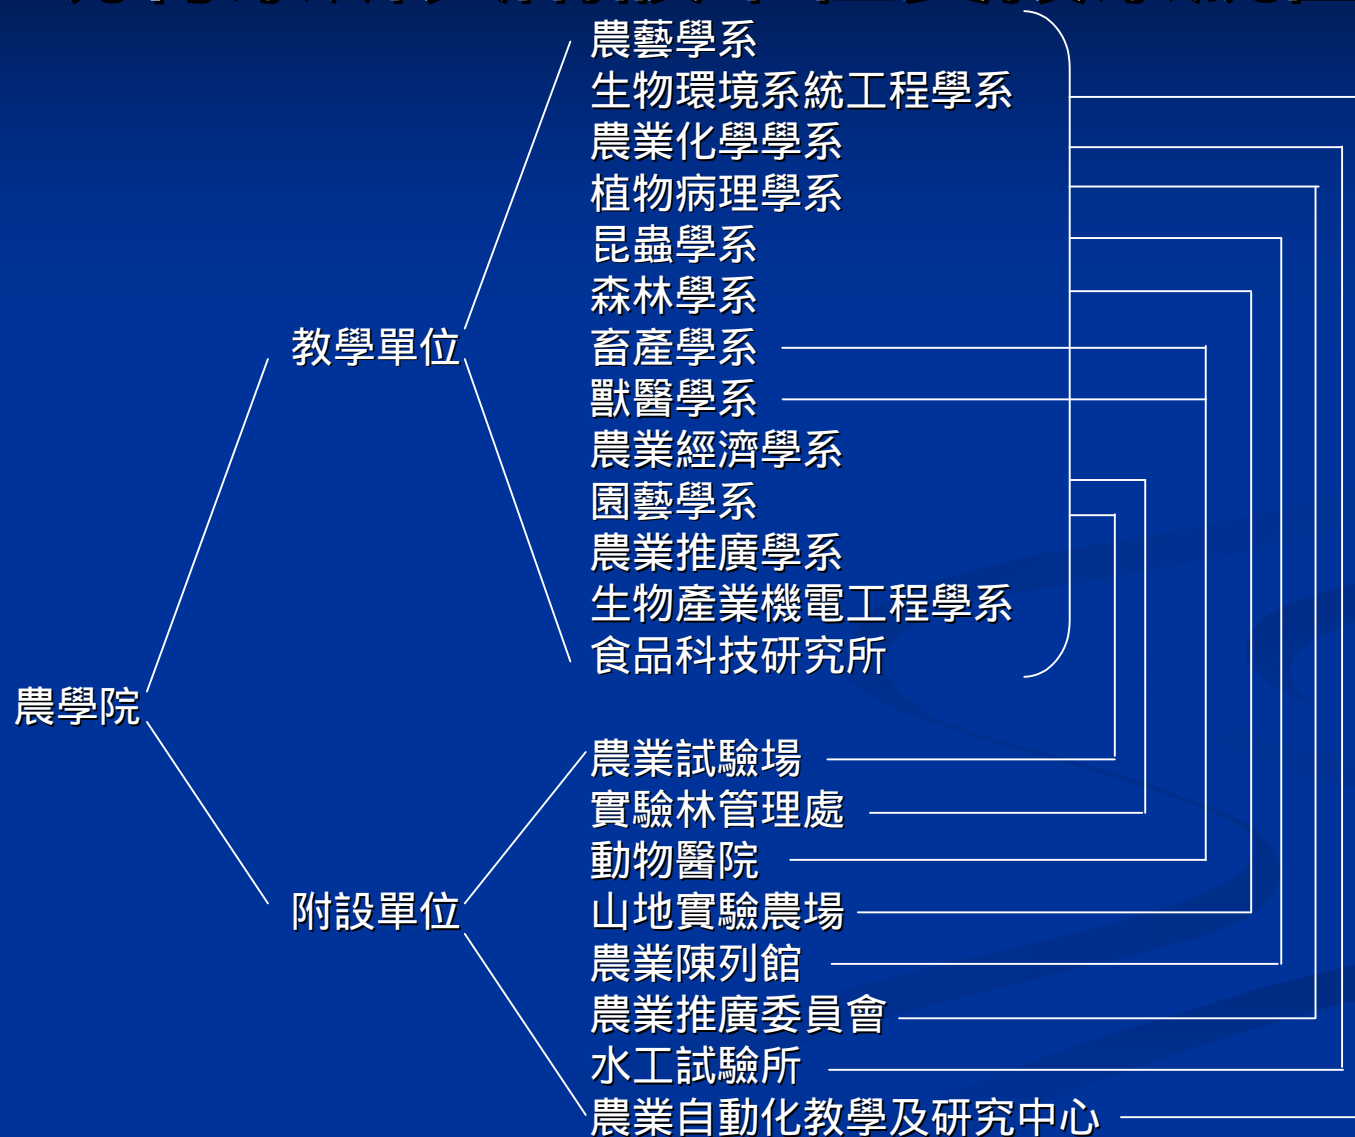 農藝學系
生物環境系統工程學系
農業化學學系
植物病理學系
昆蟲學系
森林學系
教學單位
畜產學系
獸醫學系
農業經濟學系
園藝學系
農業推廣學系
生物產業機電工程學系
食品科技研究所
農學院
農業試驗場
實驗林管理處
動物醫院
附設單位
山地實驗農場
農業陳列館
農業推廣委員會
水工試驗所
農業自動化教學及研究中心